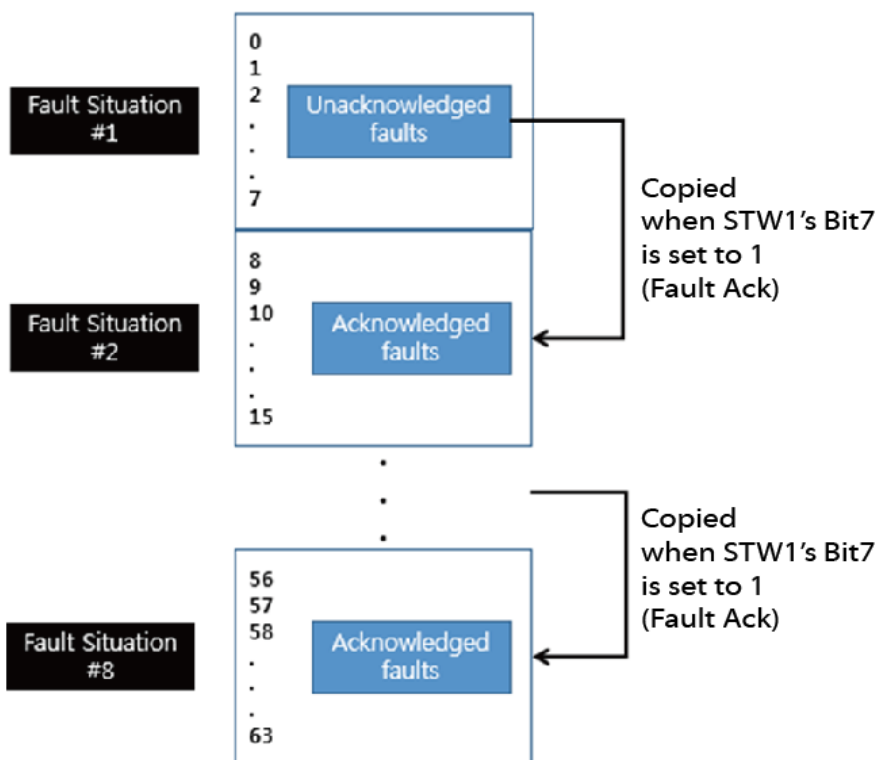 Fault Situation
#1
0
1
2
.
.
.
7
Unacknowledged
faults
Copied
when STW1's Bit7
is set to 1
(Fault Ack)
Fault Situation
#2
8
9
10
.
.
.
15
Acknowledged
faults
.
.
.
Copied
when STW1's Bit7
is set to 1
(Fault Ack)
Fault Situation
#8
56
57
58
.
.
.
63
Acknowledged
faults